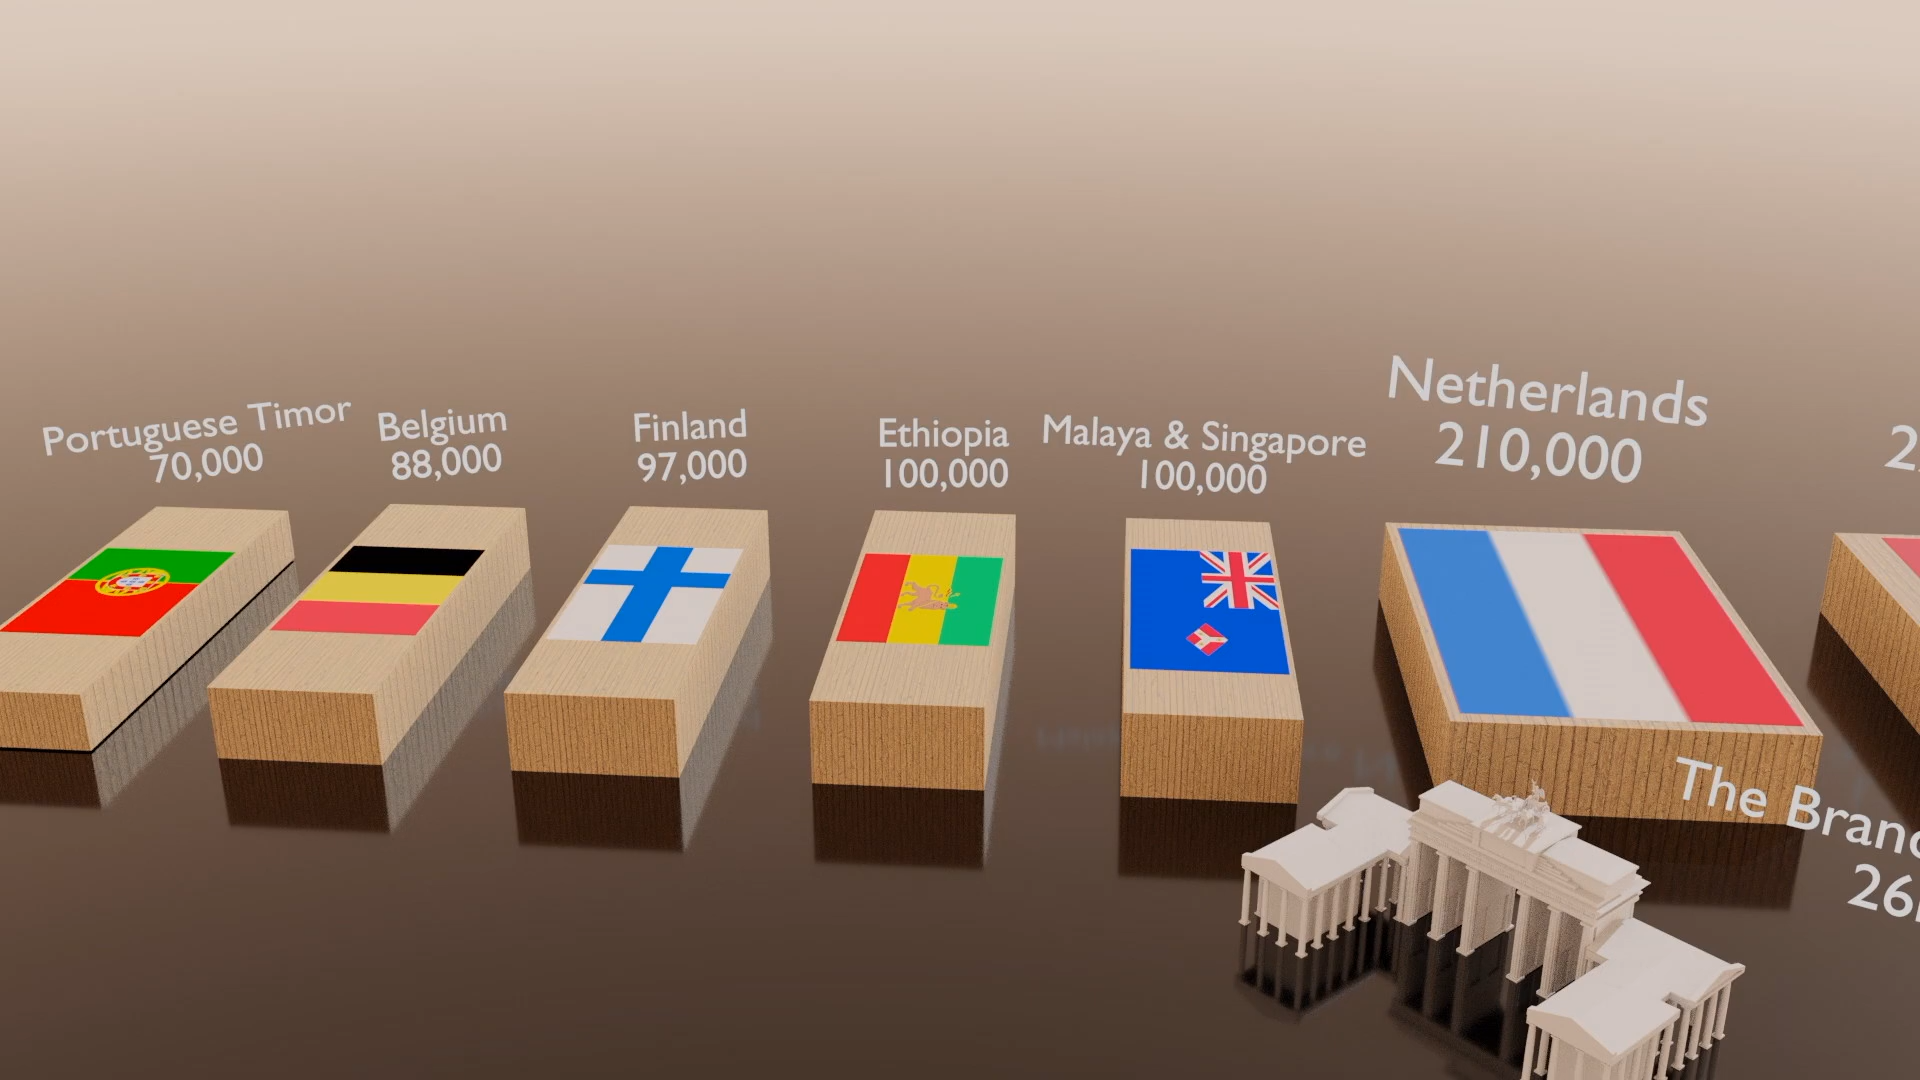 Portuguese Timor
70,000
Belgium
88,000
Finland
97,000
Ethiopia
100,000
Malaya & Singapore
100,000
Netherlands
210,000
The